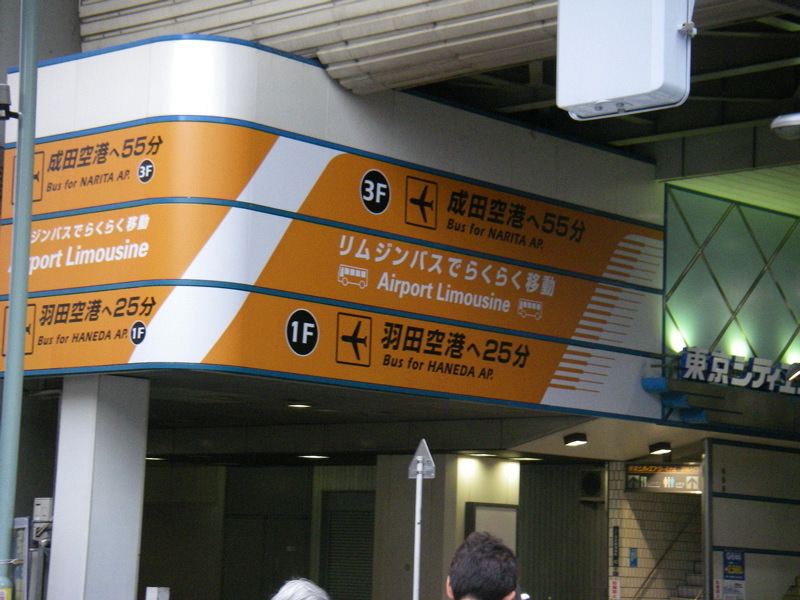 成田空港へ55分
Bus for NARITA AP. 3F
ジンバスでらくらく移動
port Limousine
羽田空港へ25分
Bus for HANEDA AP. 1F
3F 成田空港へ55分
Bus for NARITA AP.
リムジンバスでらくらく移動
Airport Limousine
1F 羽田空港へ25分
Bus for HANEDA AP.
東京シティエ